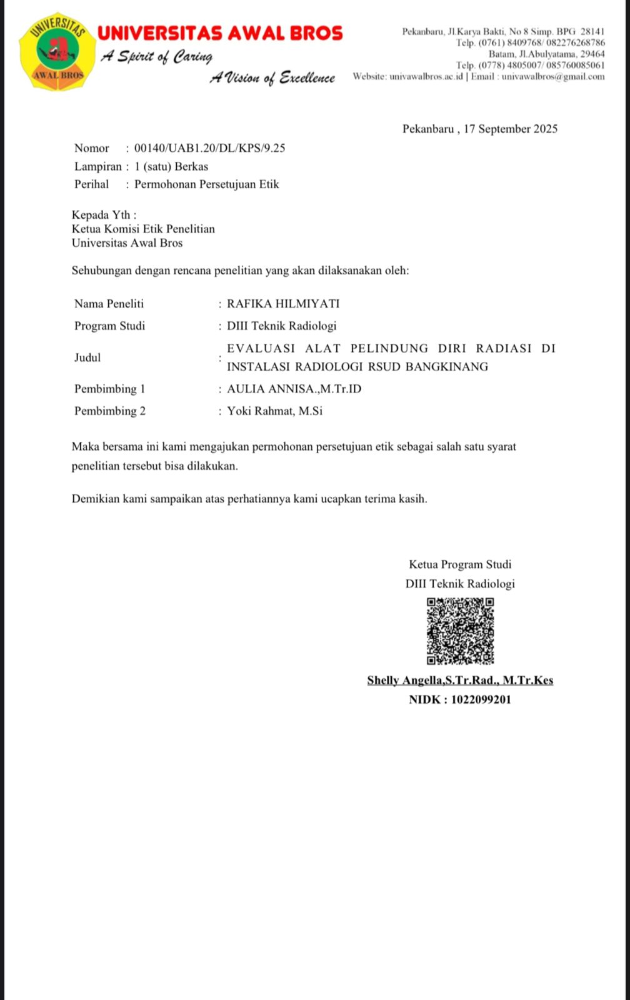 UNIVERSITAS
AWAL BROS
UNIVERSITAS AWAL BROS
A Spirit of Caring
A Vision of Excellence
Pekanbaru, Jl.Karya Bakti, No 8 Simp. BPG 28141
Telp. (0761) 8409768/ 082276268786
Batam, Jl.Abulyatama, 29464
Telp. (0778) 4805007/ 085760085061
Website: univawalbros.ac.id | Email : univawalbros@gmail.com
Pekanbaru , 17 September 2025
Nomor : 00140/UAB1.20/DL/KPS/9.25
Lampiran : 1 (satu) Berkas
Perihal : Permohonan Persetujuan Etik
Kepada Yth :
Ketua Komisi Etik Penelitian
Universitas Awal Bros
Sehubungan dengan rencana penelitian yang akan dilaksanakan oleh:
Nama Peneliti : RAFIKA HILMIYATI
Program Studi : DIII Teknik Radiologi
Judul : EVALUASI ALAT PELINDUNG DIRI RADIASI DI
INSTALASI RADIOLOGI RSUD BANGKINANG
Pembimbing 1 : AULIA ANNISA.,M.Tr.ID
Pembimbing 2 : Yoki Rahmat, M.Si
Maka bersama ini kami mengajukan permohonan persetujuan etik sebagai salah satu syarat
penelitian tersebut bisa dilakukan.
Demikian kami sampaikan atas perhatiannya kami ucapkan terima kasih.
Ketua Program Studi
DIII Teknik Radiologi
Shelly Angella,S.Tr.Rad., M.Tr.Kes
NIDK : 1022099201